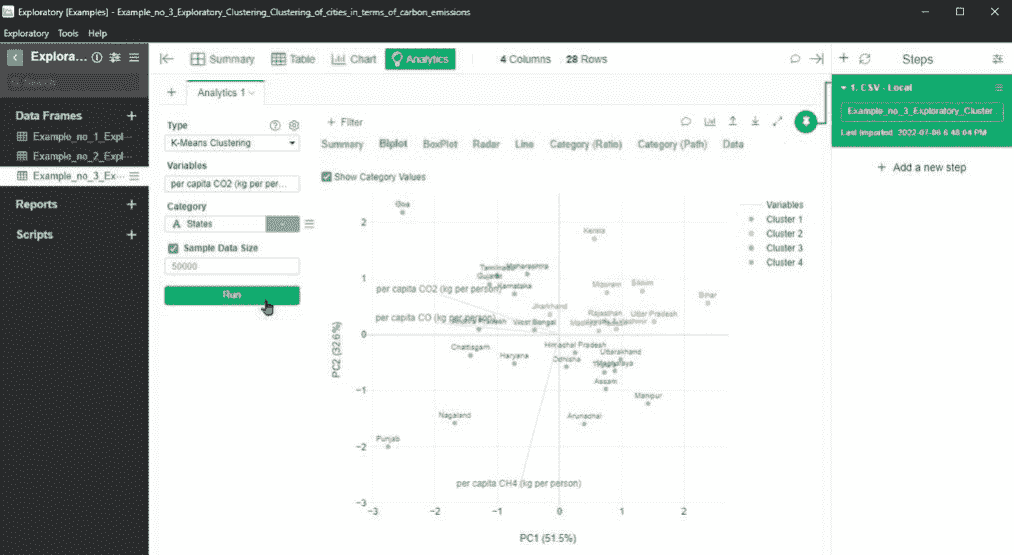 Exploratory [Examples] - Example_no_3_Exploratory_Clustering_Clustering_of_cities_in_terms_of_carbon_emissions
Exploratory Tools Help
Explora...
Summary
Table
Chart
Analytics
4 Columns 28 Rows
Steps
Data Frames
Example_no_1_Expl...
Example_no_2_Expl...
Example_no_3_Ex...
Reports
Scripts
Analytics 1
Type
K-Means Clustering
Variables
per capita CO2 (kg per per...
Category
States
Sample Data Size
50000
Run
Filter
Summary Biplot BoxPlot Radar Line Category (Ratio) Category (Path) Data
Show Category Values
Variables
Cluster 1
Cluster 2
Cluster 3
Cluster 4
Goa
Kerala
Tamilnadu
Maharashtra
Gujarat
Karnataka
per capita CO2 (kg per person)
Mizoram
Sikkim
Bihar
Jharkhand
Rajasthan
Uttar Pradesh
per capita CO (kg per person)
Pradesh
West Bengal
Chattisgarh
Haryana
Himachal Pradesh
Odhisha
Uttarakhand
Assam
Manipur
Nagaland
Arunachal
Punjab
per capita CH4 (kg per person)
2
1
0
−1
−2
−3
−3 −2 −1 0 1 2
PC2 (32.6%)
PC1 (51.5%)
1. CSV - Local
Example_no_3_Exploratory_Cluster
Last imported 2022-07-06 6:48:04 PM
Add a new step